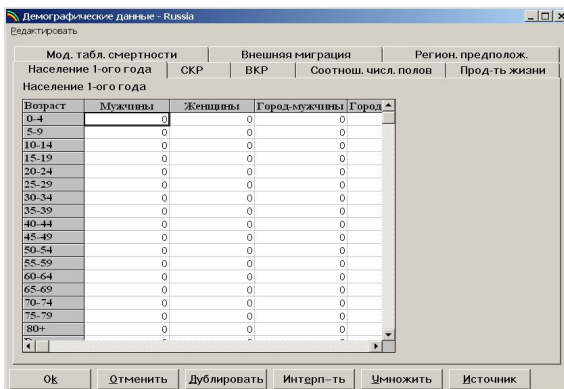 Демографические данные - Russia
Редактировать
Мод. табл. смертности Внешняя миграция Регион. предполож.
Население 1-ого года СКР ВКР Соотнош. числ. полов Прод-ть жизни
Население 1-ого года
Возраст Мужчины Женщины Город-мужчины Город
0-4 0 0 0
5-9 0 0 0
10-14 0 0 0
15-19 0 0 0
20-24 0 0 0
25-29 0 0 0
30-34 0 0 0
35-39 0 0 0
40-44 0 0 0
45-49 0 0 0
50-54 0 0 0
55-59 0 0 0
60-64 0 0 0
65-69 0 0 0
70-74 0 0 0
75-79 0 0 0
80+ 0 0 0
Ok Отменить Дублировать Интерп-ть Умножить Источник